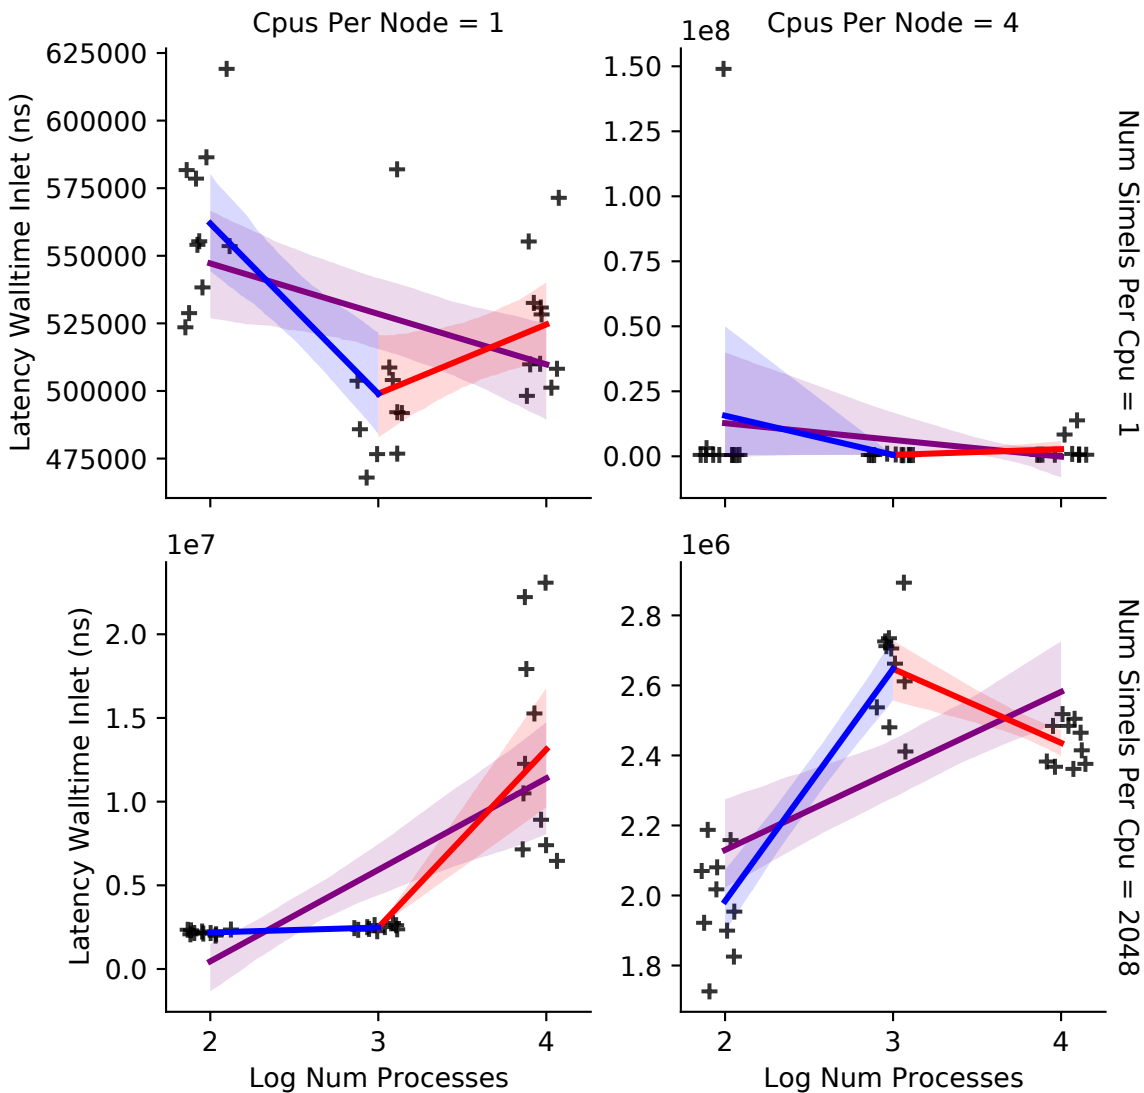 Cpus Per Node = 1
Cpus Per Node = 4
1e8
625000
600000
575000
550000
525000
500000
475000
Latency Walltime Inlet (ns)
1.50
1.25
1.00
0.75
0.50
0.25
0.00
Num Simels Per Cpu = 1
1e7
2.0
1.5
1.0
0.5
0.0
Latency Walltime Inlet (ns)
2
3
4
Log Num Processes
1e6
2.8
2.6
2.4
2.2
2.0
1.8
2
3
4
Log Num Processes
Num Simels Per Cpu = 2048